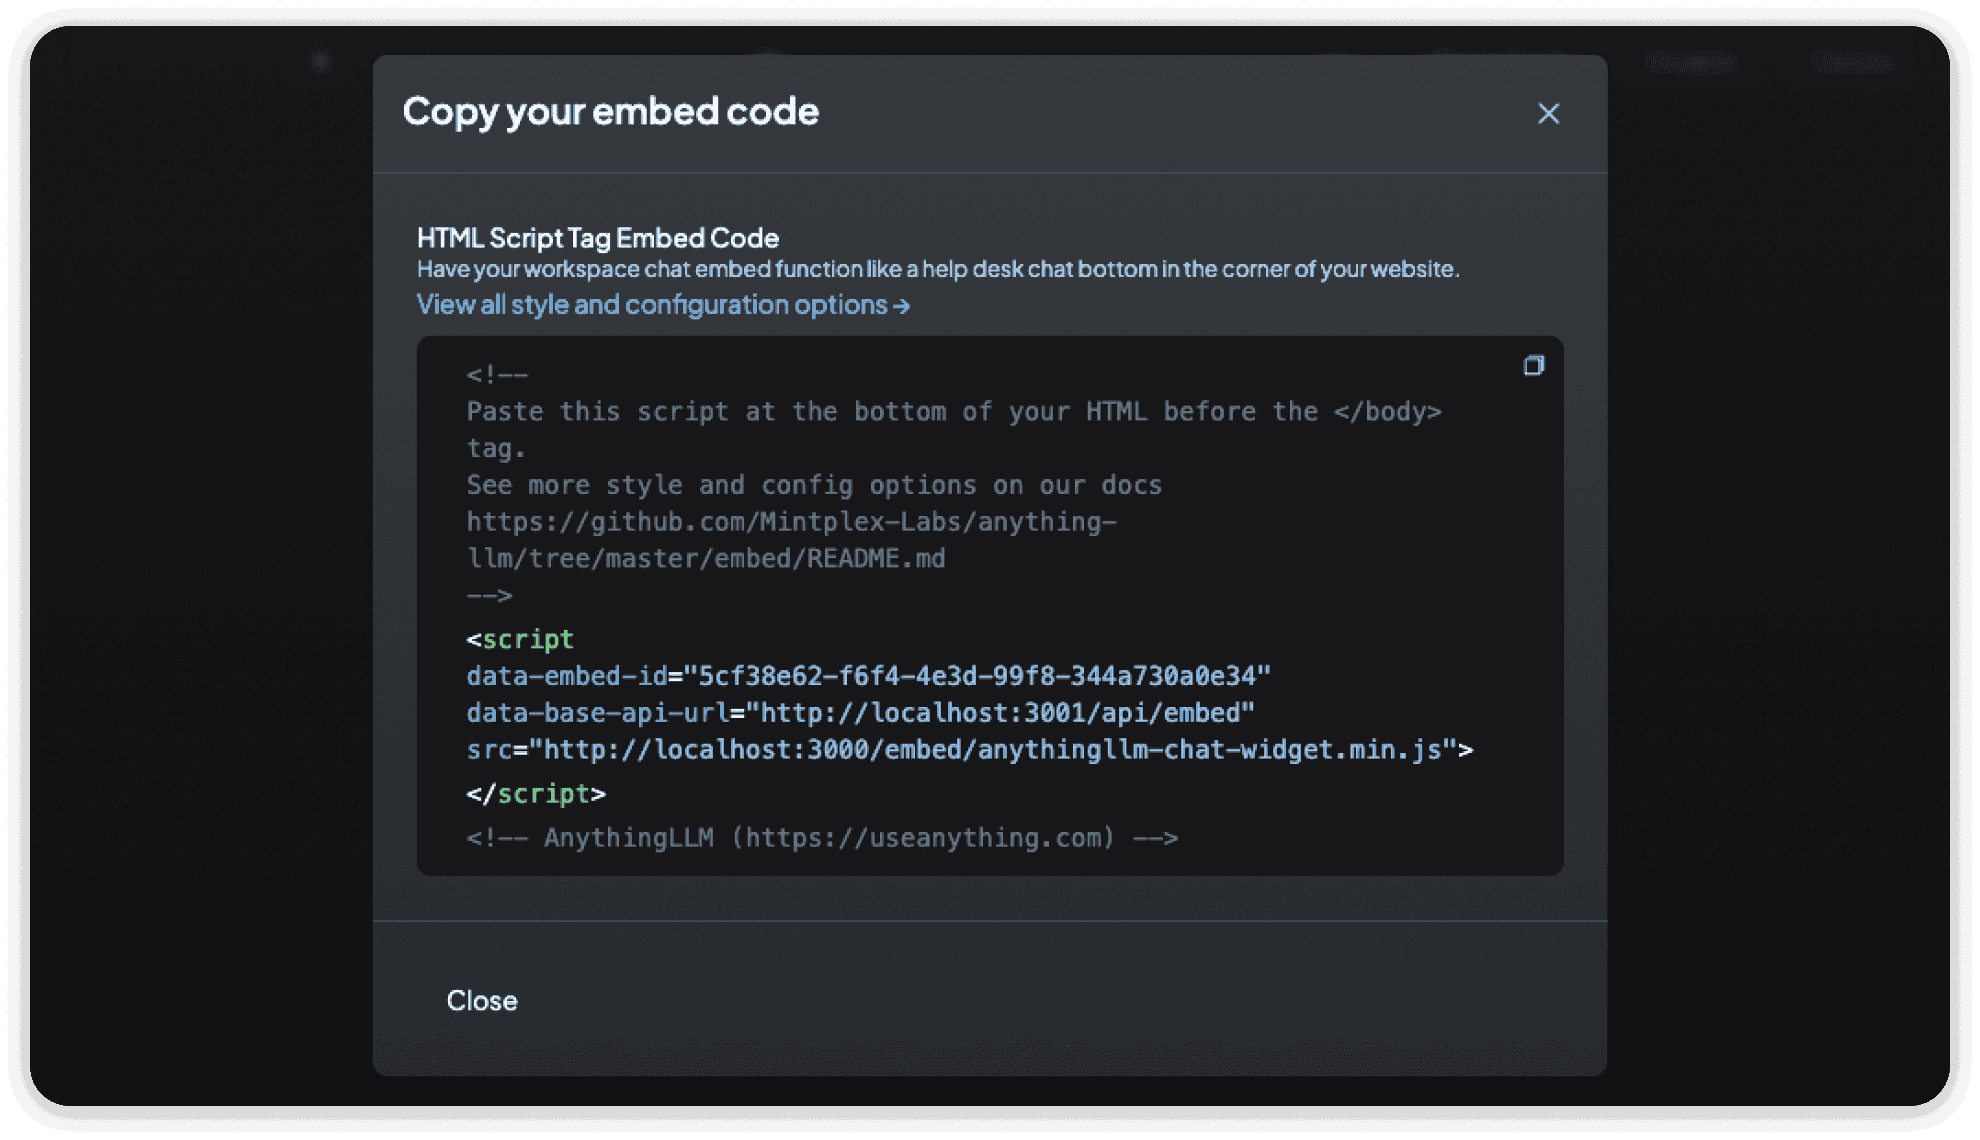 Copy your embed code
HTML Script Tag Embed Code
Have your workspace chat embed function like a help desk chat bottom in the corner of your website.
View all style and configuration options →
<!--
Paste this script at the bottom of your HTML before the </body>
tag.
See more style and config options on our docs
https://github.com/Mintplex-Labs/anything-
llm/tree/master/embed/README.md
-->
<script
data-embed-id="5cf38e62-f6f4-4e3d-99f8-344a730a0e34"
data-base-api-url="http://localhost:3001/api/embed"
src="http://localhost:3000/embed/anythingllm-chat-widget.min.js">
</script>
<!-- AnythingLLM (https://useanything.com) -->
Close